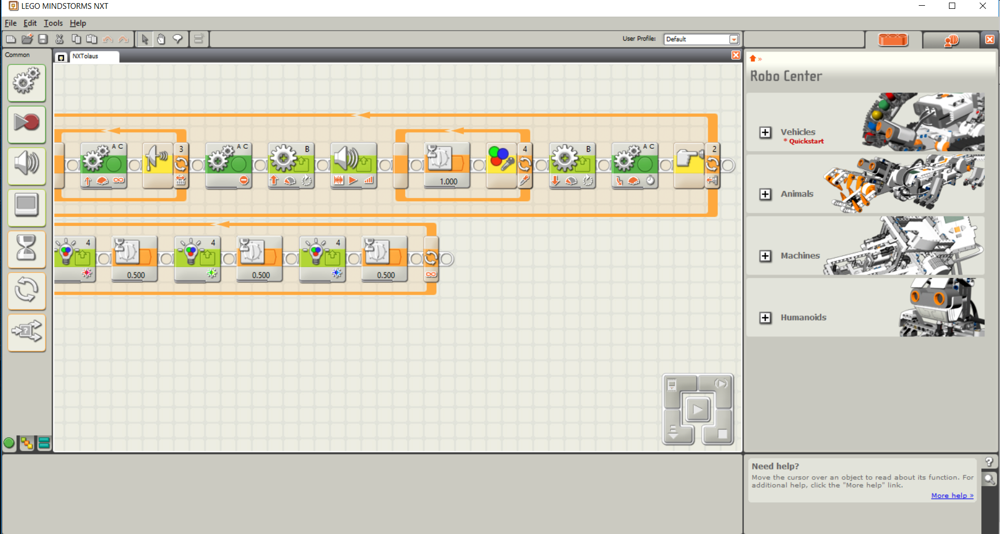 LEGO MINDSTORMS NXT
File Edit Tools Help
User Profile: Default
Common
NXTolaus
Robo Center
Vehicles
* Quickstart
Animals
Machines
Humanoids
A C 3 A C B 4 B A C 2
1.000
4 4 4
0.500 0.500 0.500
Need help?
Move the cursor over an object to read about its function. For
additional help, click the "More help" link.
More help »